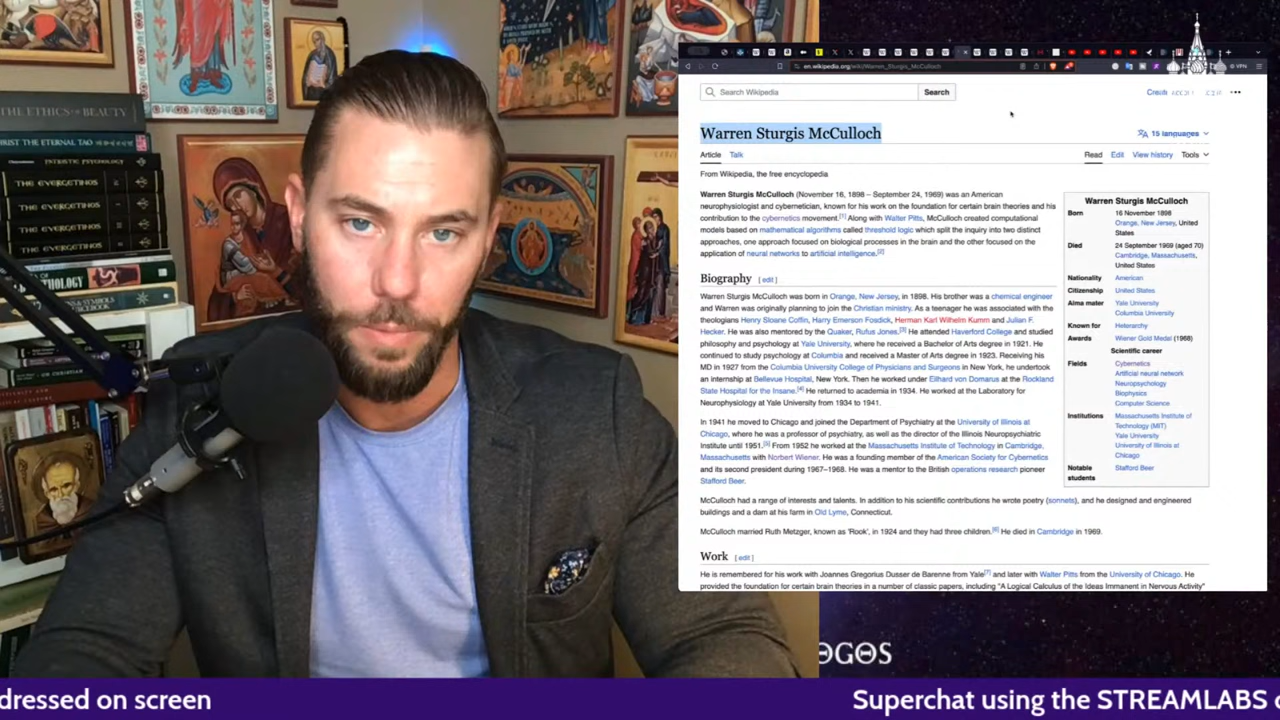 THE ETHICS OF BEAUTY
CHRIST THE ETERNAL TAO
THE EVERGETINOS
THE EVERGETINOS
THE EVERGETINOS
THE EVERGETINOS
en.wikipedia.org/wiki/Warren_Sturgis_McCulloch
VPN
Search Wikipedia
Search
Warren Sturgis McCulloch
15 languages
Article Talk
Read Edit View history Tools
From Wikipedia, the free encyclopedia
Warren Sturgis McCulloch (November 16, 1898 – September 24, 1969) was an American
neurophysiologist and cybernetician, known for his work on the foundation for certain brain theories and his
contribution to the cybernetics movement.[1] Along with Walter Pitts, McCulloch created computational
models based on mathematical algorithms called threshold logic which split the inquiry into two distinct
approaches, one approach focused on biological processes in the brain and the other focused on the
application of neural networks to artificial intelligence.[2]
Biography [ edit ]
Warren Sturgis McCulloch was born in Orange, New Jersey, in 1898. His brother was a chemical engineer
and Warren was originally planning to join the Christian ministry. As a teenager he was associated with the
theologians Henry Sloane Coffin, Harry Emerson Fosdick, Herman Karl Wilhelm Kumm and Julian F.
Hecker. He was also mentored by the Quaker, Rufus Jones.[3] He attended Haverford College and studied
philosophy and psychology at Yale University, where he received a Bachelor of Arts degree in 1921. He
continued to study psychology at Columbia and received a Master of Arts degree in 1923. Receiving his
MD in 1927 from the Columbia University College of Physicians and Surgeons in New York, he undertook
an internship at Bellevue Hospital, New York. Then he worked under Eilhard von Domarus at the Rockland
State Hospital for the Insane.[4] He returned to academia in 1934. He worked at the Laboratory for
Neurophysiology at Yale University from 1934 to 1941.
In 1941 he moved to Chicago and joined the Department of Psychiatry at the University of Illinois at
Chicago, where he was a professor of psychiatry, as well as the director of the Illinois Neuropsychiatric
Institute until 1951.[5] From 1952 he worked at the Massachusetts Institute of Technology in Cambridge,
Massachusetts with Norbert Wiener. He was a founding member of the American Society for Cybernetics
and its second president during 1967–1968. He was a mentor to the British operations research pioneer
Stafford Beer.
McCulloch had a range of interests and talents. In addition to his scientific contributions he wrote poetry (sonnets), and he designed and engineered
buildings and a dam at his farm in Old Lyme, Connecticut.
McCulloch married Ruth Metzger, known as 'Rook', in 1924 and they had three children.[6] He died in Cambridge in 1969.
Work [ edit ]
He is remembered for his work with Joannes Gregorius Dusser de Barenne from Yale[7] and later with Walter Pitts from the University of Chicago. He
provided the foundation for certain brain theories in a number of classic papers, including "A Logical Calculus of the Ideas Immanent in Nervous Activity"
Warren Sturgis McCulloch
Born 16 November 1898
Orange, New Jersey, United
States
Died 24 September 1969 (aged 70)
Cambridge, Massachusetts,
United States
Nationality American
Citizenship United States
Alma mater Yale University
Columbia University
Known for Heterarchy
Awards Wiener Gold Medal (1968)
Scientific career
Fields Cybernetics
Artificial neural network
Neuropsychology
Biophysics
Computer Science
Institutions Massachusetts Institute of
Technology (MIT)
Yale University
University of Illinois at
Chicago
Notable Stafford Beer
students
OGOS
dressed on screen
Superchat using the STREAMLABS